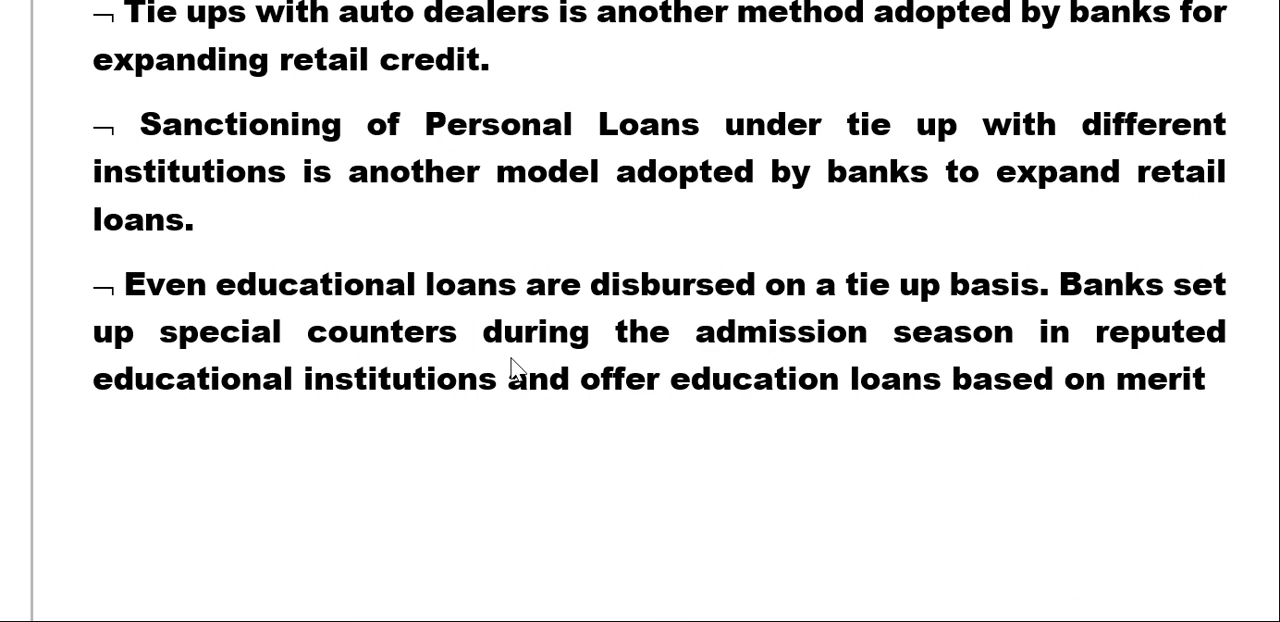 ¬ Tie ups with auto dealers is another method adopted by banks for
expanding retail credit.
¬ Sanctioning of Personal Loans under tie up with different
institutions is another model adopted by banks to expand retail
loans.
¬ Even educational loans are disbursed on a tie up basis. Banks set
up special counters during the admission season in reputed
educational institutions and offer education loans based on merit